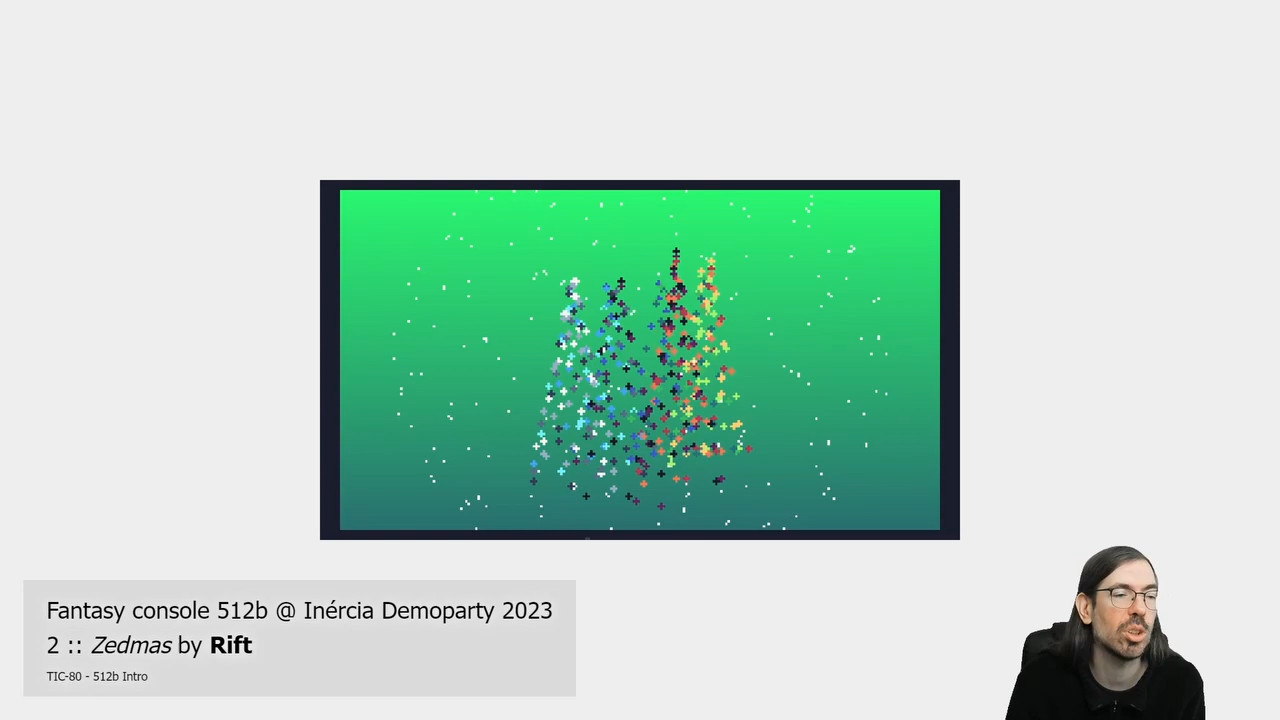 Fantasy console 512b @ Inércia Demoparty 2023
2 :: Zedmas by Rift
TIC-80 - 512b Intro